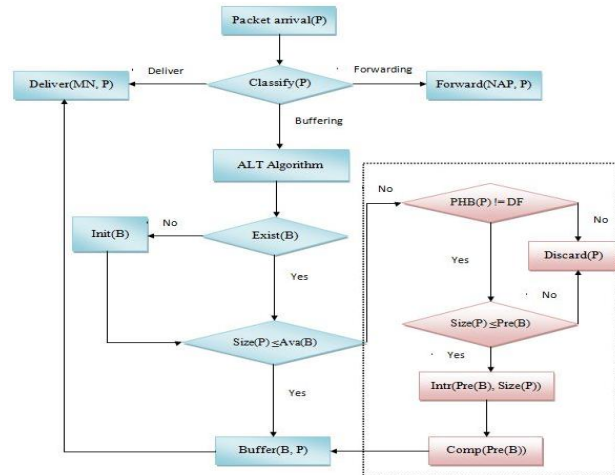 Packet arrival(P)
Deliver
Forwarding
Deliver(MN, P)
Classify(P)
Forward(NAP, P)
Buffering
ALT Algorithm
No
PHB(P) != DF
No
Init(B)
No
Exist(B)
Discard(P)
Yes
Yes
No
Size(P) ≤Ava(B)
Size(P) ≤Pre(B)
Yes
Yes
Intr(Pre(B), Size(P))
Buffer(B, P)
Comp(Pre(B))